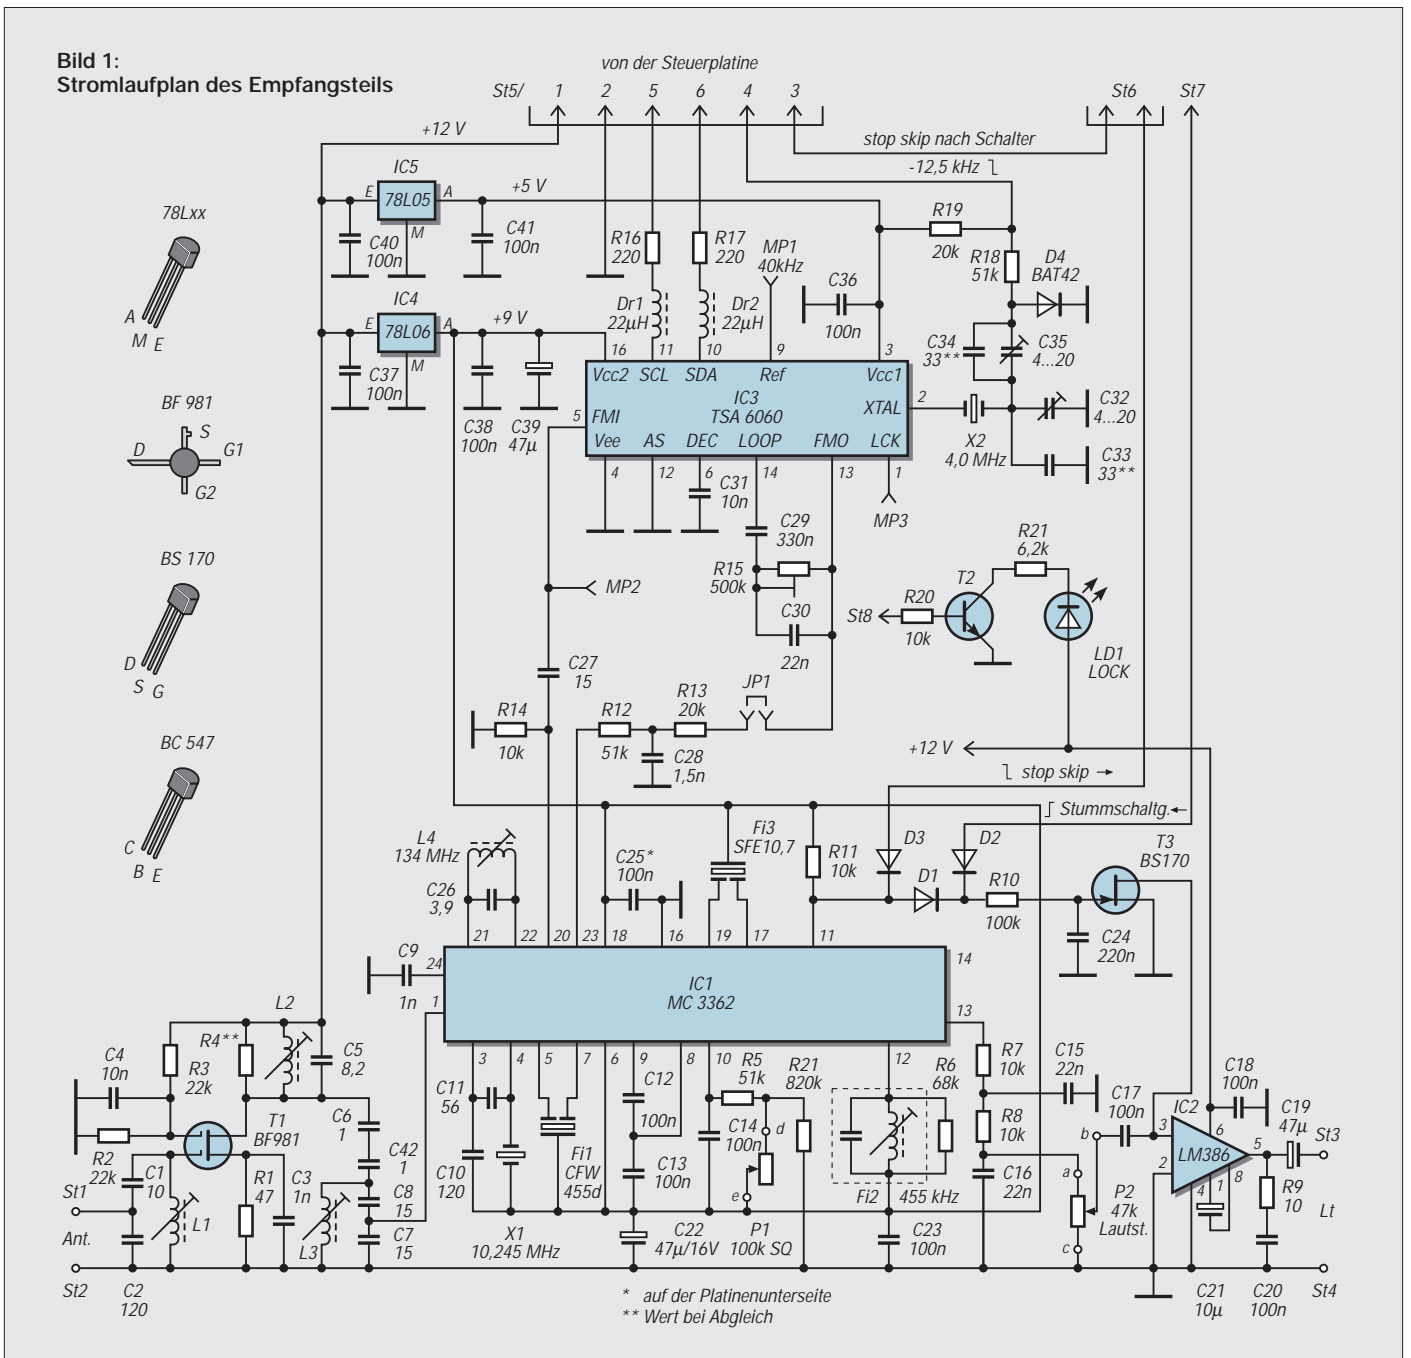 Bild 1:
Stromlaufplan des Empfangsteils
von der Steuerplatine
St5/ 1 2 5 6 4 3 St6 St7
+12 V
stop skip nach Schalter
-12,5 kHz
IC5
E 78L05 A
M
+5 V
C40
100n
C41
100n
IC4
E 78L06 A
M
+9 V
C37
100n
C38
100n
C39
47µ
R16
220
R17
220
MP1
40kHz
Dr1
22µH
Dr2
22µH
C36
100n
R19
20k
R18
51k
D4
BAT42
C34
33**
C35
4...20
C32
4...20
C33
33**
X2
4,0 MHz
16 11 10 9 3
Vcc2 SCL SDA Ref Vcc1
IC3
TSA 6060
XTAL 2
5 FMI
Vee AS DEC LOOP FMO LCK
4 12 6 14 13 1
C31
10n
MP3
C29
330n
R15
500k
C30
22n
MP2
C27
15
R14
10k
R12
51k
R13
20k
JP1
C28
1,5n
St8
R20
10k
T2
R21
6,2k
LD1
LOCK
+12 V
stop skip
Stummschaltg.
78Lxx
A
M E
BF 981
D S G1
G2
BS 170
D
S G
BC 547
C
B E
L4
134 MHz
C26
3,9
C25*
100n
Fi3
SFE10,7
R11
10k
D3
D2
D1
R10
100k
T3
BS170
C24
220n
21 22 20 23 18 16 19 17 11
C9
1n
24
1
IC1
MC 3362
14
13
3 4 5 7 6 9 8 10 12
L2
R4**
C4
10n
R3
22k
C5
8,2
T1
BF981
C6
1
R2
22k
C1
10
R1
47
C3
1n
C42
1
C8
15
C7
15
St1
Ant.
L1
L3
St2
C2
120
C11
56
C10
120
X1
10,245 MHz
Fi1
CFW
455d
C12
100n
C13
100n
C22
47µ/16V
R5
51k
R21
820k
C14
100n
d
e
P1
100k SQ
R6
68k
Fi2
455 kHz
C23
100n
R7
10k
C15
22n
R8
10k
C16
22n
C17
100n
b
a
c
P2
47k
Lautst.
IC2
LM386
3
2
6
5
4 1 8
C18
100n
C19
47µ
St3
R9
10
Lt
C21
10µ
C20
100n
St4
* auf der Platinenunterseite
** Wert bei Abgleich